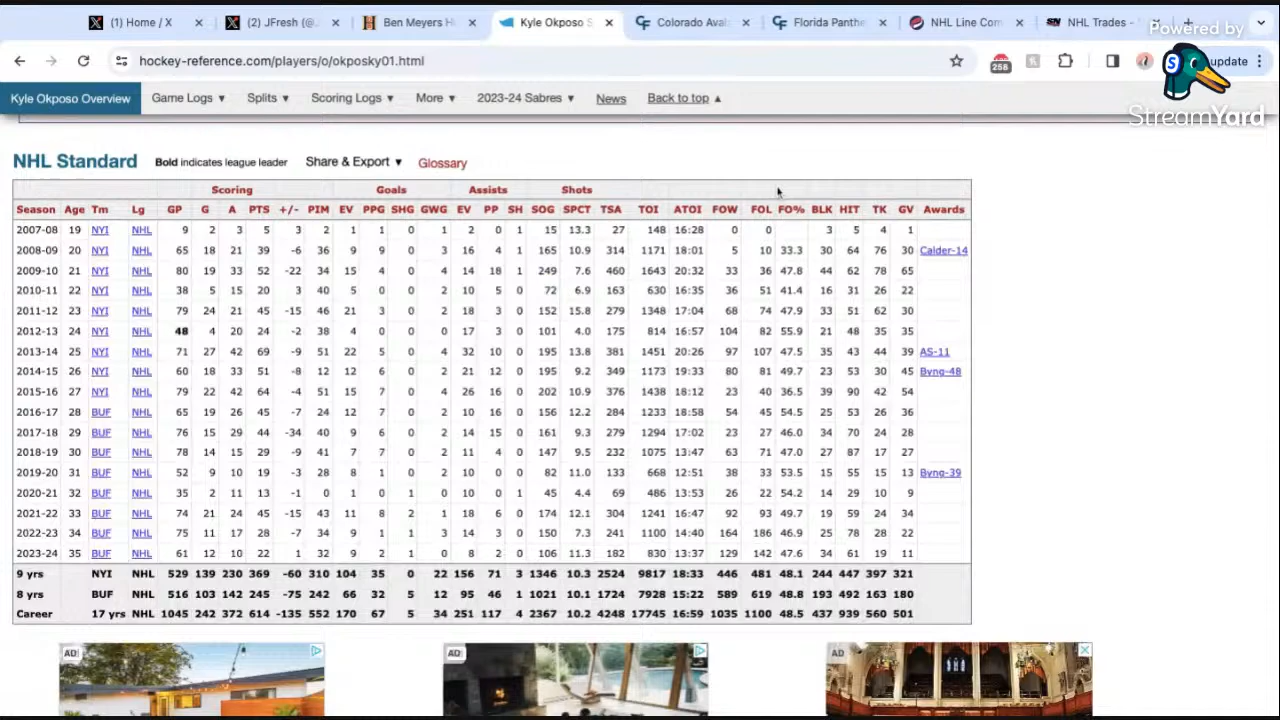 (1) Home / X
(2) JFresh (@.
Ben Meyers H
Kyle Okposo S
Colorado Aval
Florida Panthe
NHL Line Com
NHL Trades -
Powered by
hockey-reference.com/players/o/okposky01.html
258
update
StreamYard
Kyle Okposo Overview Game Logs ▼ Splits ▼ Scoring Logs ▼ More ▼ 2023-24 Sabres ▼ News Back to top ▲
NHL Standard Bold indicates league leader Share & Export ▼ Glossary
Scoring Goals Assists Shots
Season Age Tm Lg GP G A PTS +/- PIM EV PPG SHG GWG EV PP SH SOG SPCT TSA TOI ATOI FOW FOL FO% BLK HIT TK GV Awards
2007-08 19 NYI NHL 9 2 3 5 3 2 1 1 0 1 2 0 1 15 13.3 27 148 16:28 0 0 3 5 4 1
2008-09 20 NYI NHL 65 18 21 39 -6 36 9 9 0 3 16 4 1 165 10.9 314 1171 18:01 5 10 33.3 30 64 76 30 Calder-14
2009-10 21 NYI NHL 80 19 33 52 -22 34 15 4 0 4 14 18 1 249 7.6 460 1643 20:32 33 36 47.8 44 62 78 65
2010-11 22 NYI NHL 38 5 15 20 3 40 5 0 0 2 10 5 0 72 6.9 163 630 16:35 36 51 41.4 16 31 26 22
2011-12 23 NYI NHL 79 24 21 45 -15 46 21 3 0 2 18 3 0 152 15.8 279 1348 17:04 68 74 47.9 33 51 62 30
2012-13 24 NYI NHL 48 4 20 24 -2 38 4 0 0 0 17 3 0 101 4.0 175 814 16:57 104 82 55.9 21 48 35 35
2013-14 25 NYI NHL 71 27 42 69 -9 51 22 5 0 4 32 10 0 195 13.8 381 1451 20:26 97 107 47.5 35 43 44 39 AS-11
2014-15 26 NYI NHL 60 18 33 51 -8 12 12 6 0 2 21 12 0 195 9.2 349 1173 19:33 80 81 49.7 23 53 30 45 Byng-48
2015-16 27 NYI NHL 79 22 42 64 -4 51 15 7 0 4 26 16 0 202 10.9 376 1438 18:12 23 40 36.5 39 90 42 54
2016-17 28 BUF NHL 65 19 26 45 -7 24 12 7 0 2 10 16 0 156 12.2 284 1233 18:58 54 45 54.5 25 53 26 36
2017-18 29 BUF NHL 76 15 29 44 -34 40 9 6 0 2 14 15 0 161 9.3 279 1294 17:02 23 27 46.0 34 70 24 28
2018-19 30 BUF NHL 78 14 15 29 -9 41 7 7 0 2 11 4 0 147 9.5 232 1075 13:47 63 71 47.0 27 87 17 27
2019-20 31 BUF NHL 52 9 10 19 -3 28 8 1 0 2 10 0 0 82 11.0 133 668 12:51 38 33 53.5 15 55 15 13 Byng-39
2020-21 32 BUF NHL 35 2 11 13 -1 0 1 0 1 0 10 0 1 45 4.4 69 486 13:53 26 22 54.2 14 29 10 9
2021-22 33 BUF NHL 74 21 24 45 -15 43 11 8 2 1 18 6 0 174 12.1 304 1241 16:47 92 93 49.7 19 59 24 34
2022-23 34 BUF NHL 75 11 17 28 -7 34 9 1 1 3 14 3 0 150 7.3 241 1100 14:40 164 186 46.9 25 78 28 22
2023-24 35 BUF NHL 61 12 10 22 1 32 9 2 1 0 8 2 0 106 11.3 182 830 13:37 129 142 47.6 34 61 19 11
9 yrs NYI NHL 529 139 230 369 -60 310 104 35 0 22 156 71 3 1346 10.3 2524 9817 18:33 446 481 48.1 244 447 397 321
8 yrs BUF NHL 516 103 142 245 -75 242 66 32 5 12 95 46 1 1021 10.1 1724 7928 15:22 589 619 48.8 193 492 163 180
Career 17 yrs NHL 1045 242 372 614 -135 552 170 67 5 34 251 117 4 2367 10.2 4248 17745 16:59 1035 1100 48.5 437 939 560 501
AD AD AD